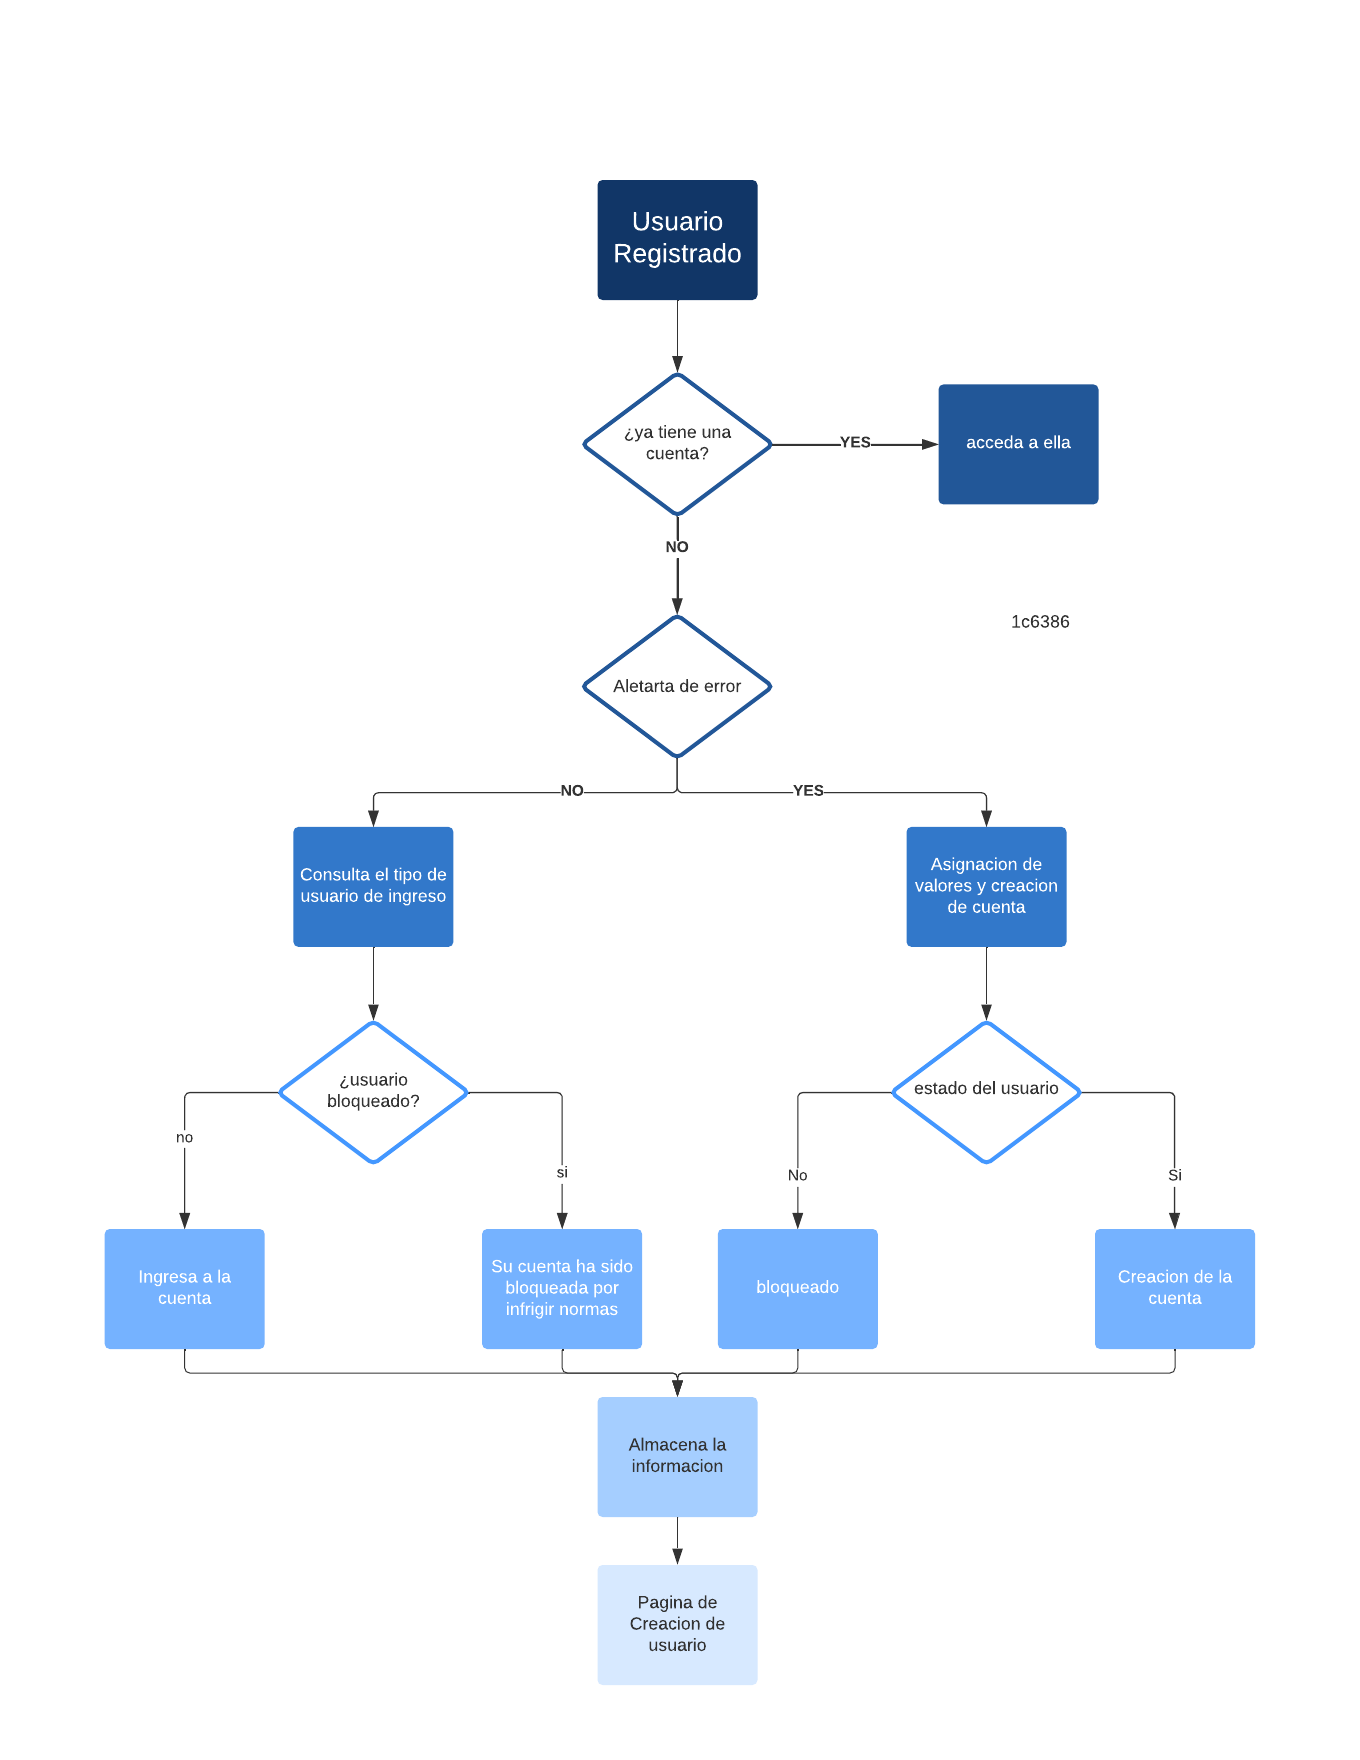 Usuario
Registrado
¿ya tiene una
cuenta?
YES
acceda a ella
NO
1c6386
Aletarta de error
NO
YES
Consulta el tipo de
usuario de ingreso
Asignacion de
valores y creacion
de cuenta
¿usuario
bloqueado?
estado del usuario
no
si
No
Si
Ingresa a la
cuenta
Su cuenta ha sido
bloqueada por
infrigir normas
bloqueado
Creacion de la
cuenta
Almacena la
informacion
Pagina de
Creacion de
usuario